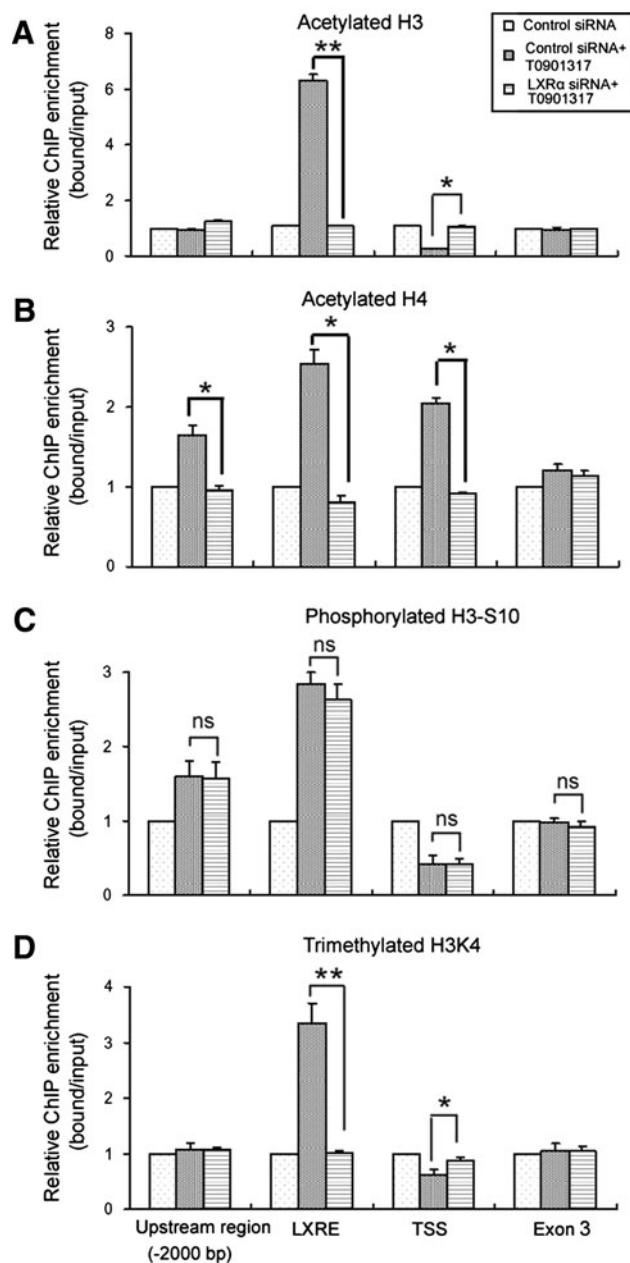 A
Acetylated H3
Control siRNA
Control siRNA+
T0901317
LXRα siRNA+
T0901317
Relative ChIP enrichment
(bound/input)
8
6
4
2
0
**
*
B
Acetylated H4
Relative ChIP enrichment
(bound/input)
3
2
1
0
*
*
*
C
Phosphorylated H3-S10
Relative ChIP enrichment
(bound/input)
3
2
1
0
ns
ns
ns
ns
D
Trimethylated H3K4
Relative ChIP enrichment
(bound/input)
4
3
2
1
0
**
*
Upstream region
(-2000 bp)
LXRE
TSS
Exon 3